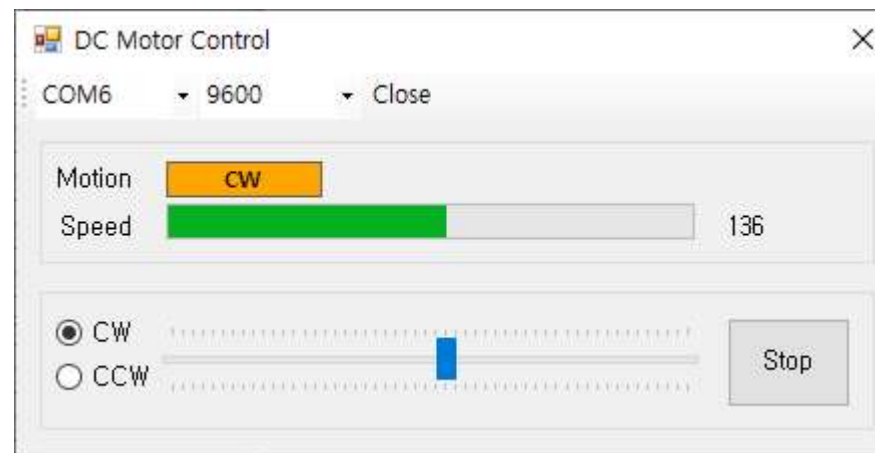 DC Motor Control
COM6 9600 Close
Motion CW
Speed 136
CW
CCW
Stop